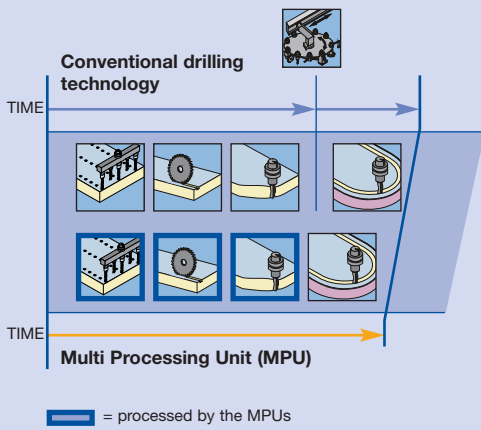 Conventional drilling
technology
TIME
TIME
Multi Processing Unit (MPU)
= processed by the MPUs